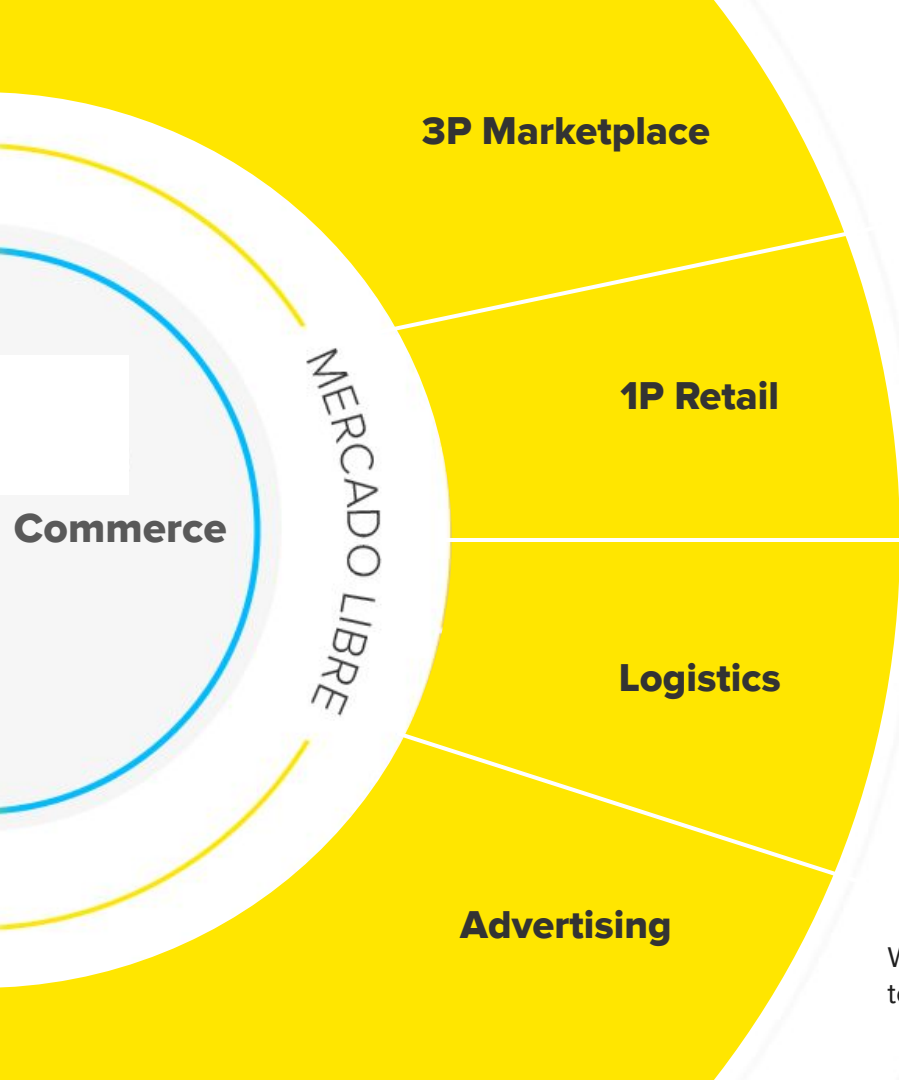 3P Marketplace
1P Retail
MERCADO LIBRE
Commerce
Logistics
Advertising